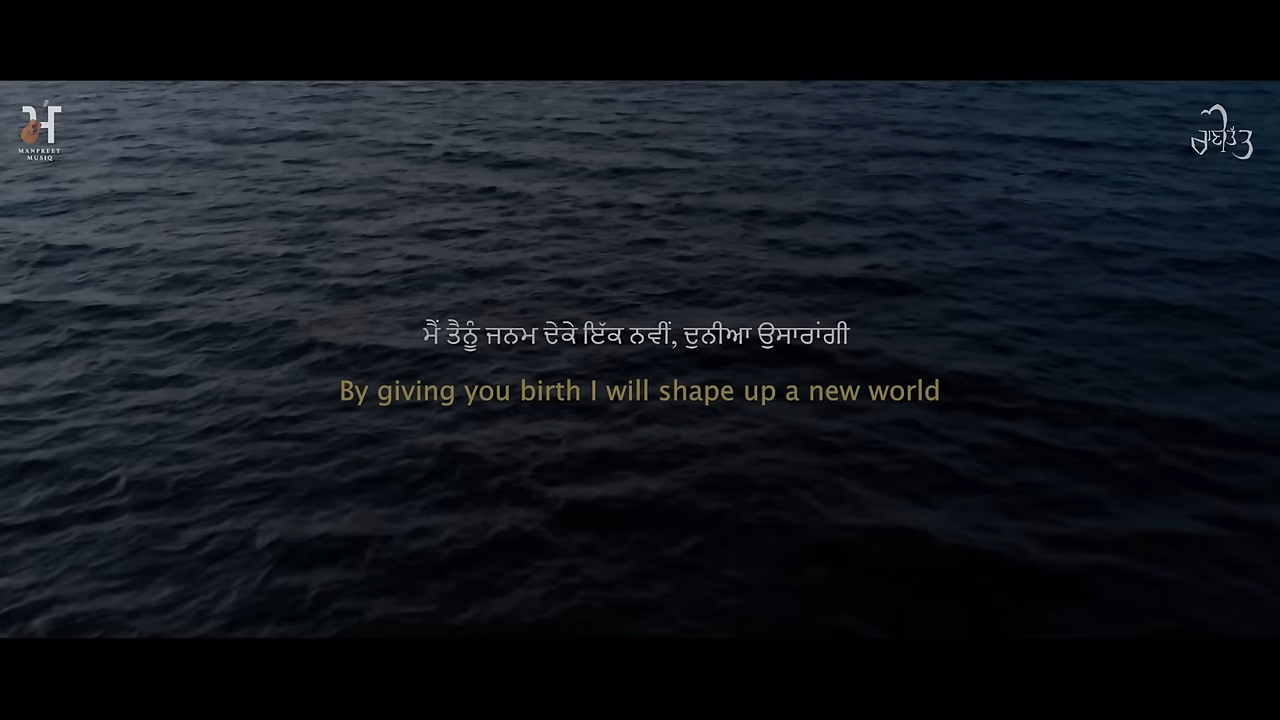 MANPREET
MUSIQ
ਮੈਂ ਤੈਨੂੰ ਜਨਮ ਦੇਕੇ ਇੱਕ ਨਵੀਂ, ਦੁਨੀਆ ਉਸਾਰਾਂਗੀ
By giving you birth I will shape up a new world